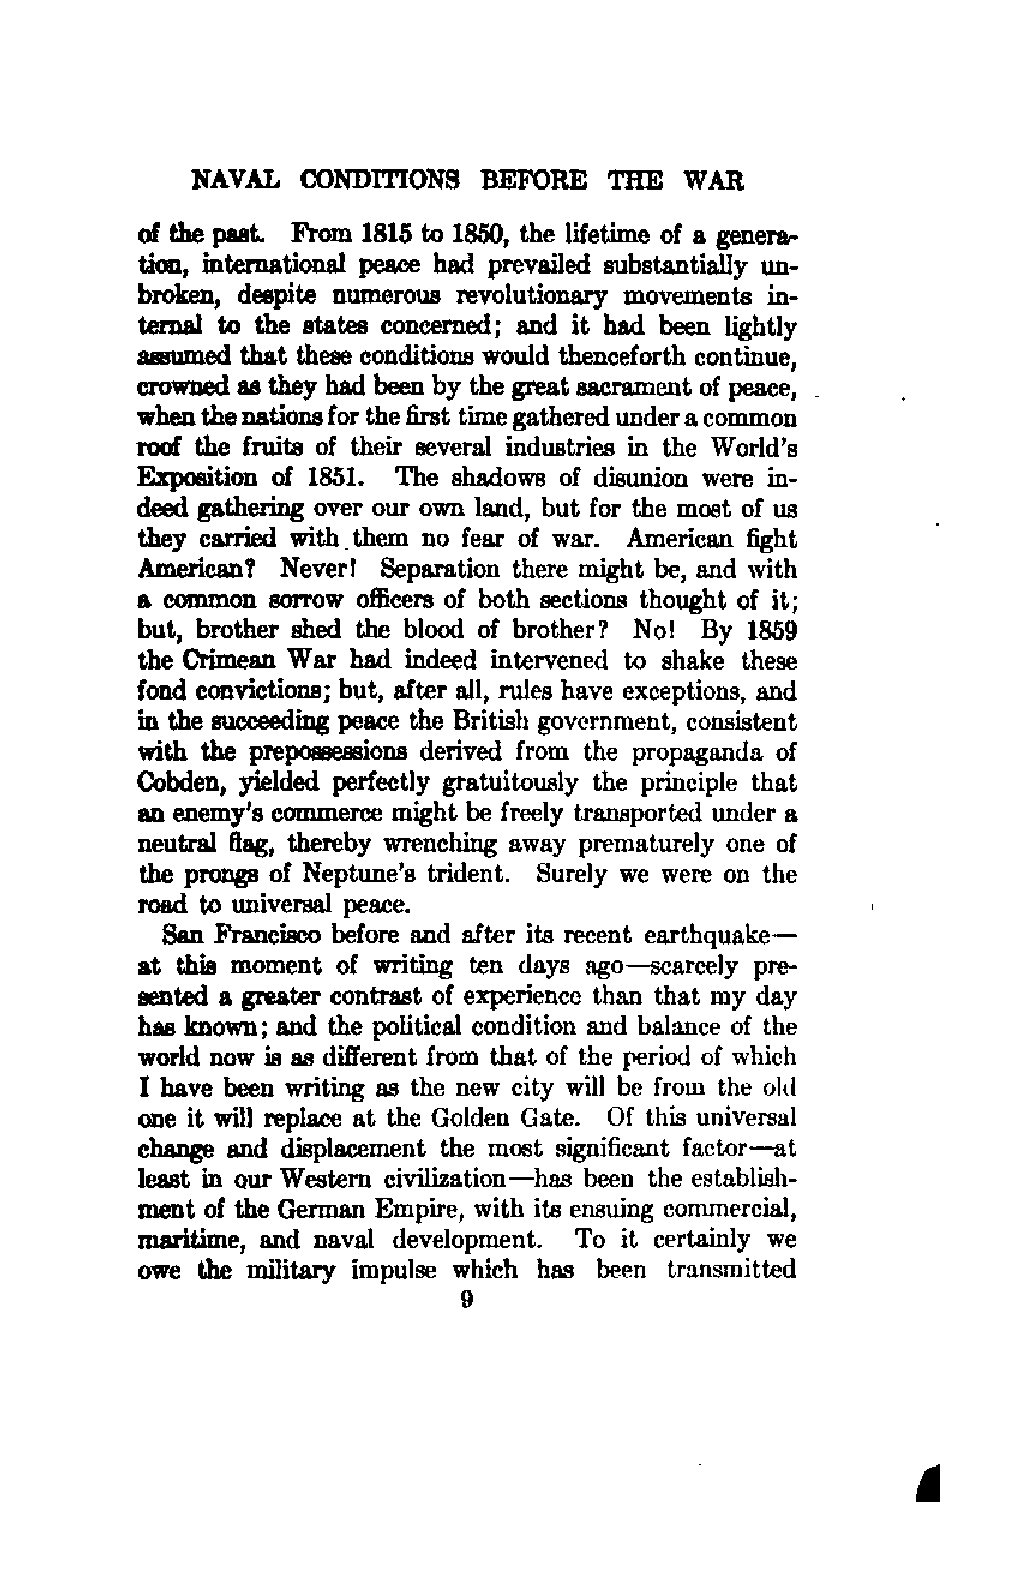 NAVAL CONDITIONS BEFORE THE WAR
of the past. From 1815 to 1850, the lifetime of a genera-
tion, international peace had prevailed substantially un-
broken, despite numerous revolutionary movements in-
ternal to the states concerned; and it had been lightly
assumed that these conditions would thenceforth continue,
crowned as they had been by the great sacrament of peace,
when the nations for the first time gathered under a common
roof the fruits of their several industries in the World's
Exposition of 1851. The shadows of disunion were in-
deed gathering over our own land, but for the most of us
they carried with them no fear of war. American fight
American? Never! Separation there might be, and with
a common sorrow officers of both sections thought of it;
but, brother shed the blood of brother? No! By 1859
the Crimean War had indeed intervened to shake these
fond convictions; but, after all, rules have exceptions, and
in the succeeding peace the British government, consistent
with the prepossessions derived from the propaganda of
Cobden, yielded perfectly gratuitously the principle that
an enemy's commerce might be freely transported under a
neutral flag, thereby wrenching away prematurely one of
the prongs of Neptune's trident. Surely we were on the
road to universal peace.
San Francisco before and after its recent earthquake—
at this moment of writing ten days ago—scarcely pre-
sented a greater contrast of experience than that my day
has known; and the political condition and balance of the
world now is as different from that of the period of which
I have been writing as the new city will be from the old
one it will replace at the Golden Gate. Of this universal
change and displacement the most significant factor—at
least in our Western civilization—has been the establish-
ment of the German Empire, with its ensuing commercial,
maritime, and naval development. To it certainly we
owe the military impulse which has been transmitted
9